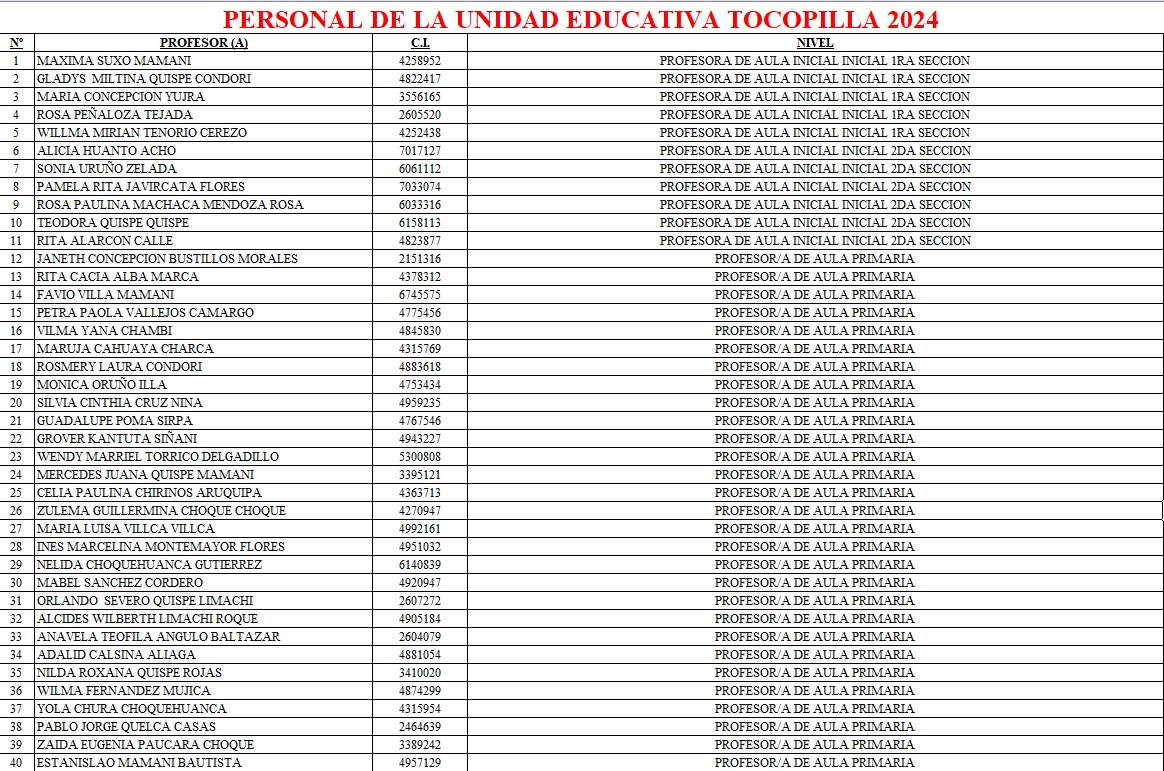 PERSONAL DE LA UNIDAD EDUCATIVA TOCOPILLA 2024
Nº PROFESOR (A) C.I. NIVEL
1 MAXIMA SUXO MAMANI 4258952 PROFESORA DE AULA INICIAL INICIAL 1RA SECCION
2 GLADYS MILTINA QUISPE CONDORI 4822417 PROFESORA DE AULA INICIAL INICIAL 1RA SECCION
3 MARIA CONCEPCION YUJRA 3556165 PROFESORA DE AULA INICIAL INICIAL 1RA SECCION
4 ROSA PEÑALOZA TEJADA 2605520 PROFESORA DE AULA INICIAL INICIAL 1RA SECCION
5 WILLMA MIRIAN TENORIO CEREZO 4252438 PROFESORA DE AULA INICIAL INICIAL 1RA SECCION
6 ALICIA HUANTO ACHO 7017127 PROFESORA DE AULA INICIAL INICIAL 2DA SECCION
7 SONIA URUÑO ZELADA 6061112 PROFESORA DE AULA INICIAL INICIAL 2DA SECCION
8 PAMELA RITA JAVIRCATA FLORES 7033074 PROFESORA DE AULA INICIAL INICIAL 2DA SECCION
9 ROSA PAULINA MACHACA MENDOZA ROSA 6033316 PROFESORA DE AULA INICIAL INICIAL 2DA SECCION
10 TEODORA QUISPE QUISPE 6158113 PROFESORA DE AULA INICIAL INICIAL 2DA SECCION
11 RITA ALARCON CALLE 4823877 PROFESORA DE AULA INICIAL INICIAL 2DA SECCION
12 JANETH CONCEPCION BUSTILLOS MORALES 2151316 PROFESOR/A DE AULA PRIMARIA
13 RITA CACIA ALBA MARCA 4378312 PROFESOR/A DE AULA PRIMARIA
14 FAVIO VILLA MAMANI 6745575 PROFESOR/A DE AULA PRIMARIA
15 PETRA PAOLA VALLEJOS CAMARGO 4775456 PROFESOR/A DE AULA PRIMARIA
16 VILMA YANA CHAMBI 4845830 PROFESOR/A DE AULA PRIMARIA
17 MARUJA CAHUAYA CHARCA 4315769 PROFESOR/A DE AULA PRIMARIA
18 ROSMERY LAURA CONDORI 4883618 PROFESOR/A DE AULA PRIMARIA
19 MONICA ORUÑO ILLA 4753434 PROFESOR/A DE AULA PRIMARIA
20 SILVIA CINTHIA CRUZ NINA 4959235 PROFESOR/A DE AULA PRIMARIA
21 GUADALUPE POMA SIRPA 4767546 PROFESOR/A DE AULA PRIMARIA
22 GROVER KANTUTA SIÑANI 4943227 PROFESOR/A DE AULA PRIMARIA
23 WENDY MARRIEL TORRICO DELGADILLO 5300808 PROFESOR/A DE AULA PRIMARIA
24 MERCEDES JUANA QUISPE MAMANI 3395121 PROFESOR/A DE AULA PRIMARIA
25 CELIA PAULINA CHIRINOS ARUQUIPA 4363713 PROFESOR/A DE AULA PRIMARIA
26 ZULEMA GUILLERMINA CHOQUE CHOQUE 4270947 PROFESOR/A DE AULA PRIMARIA
27 MARIA LUISA VILLCA VILLCA 4992161 PROFESOR/A DE AULA PRIMARIA
28 INES MARCELINA MONTEMAYOR FLORES 4951032 PROFESOR/A DE AULA PRIMARIA
29 NELIDA CHOQUEHUANCA GUTIERREZ 6140839 PROFESOR/A DE AULA PRIMARIA
30 MABEL SANCHEZ CORDERO 4920947 PROFESOR/A DE AULA PRIMARIA
31 ORLANDO SEVERO QUISPE LIMACHI 2607272 PROFESOR/A DE AULA PRIMARIA
32 ALCIDES WILBERTH LIMACHI ROQUE 4905184 PROFESOR/A DE AULA PRIMARIA
33 ANAVELA TEOFILA ANGULO BALTAZAR 2604079 PROFESOR/A DE AULA PRIMARIA
34 ADALID CALSINA ALIAGA 4881054 PROFESOR/A DE AULA PRIMARIA
35 NILDA ROXANA QUISPE ROJAS 3410020 PROFESOR/A DE AULA PRIMARIA
36 WILMA FERNANDEZ MUJICA 4874299 PROFESOR/A DE AULA PRIMARIA
37 YOLA CHURA CHOQUEHUANCA 4315954 PROFESOR/A DE AULA PRIMARIA
38 PABLO JORGE QUELCA CASAS 2464639 PROFESOR/A DE AULA PRIMARIA
39 ZAIDA EUGENIA PAUCARA CHOQUE 3389242 PROFESOR/A DE AULA PRIMARIA
40 ESTANISLAO MAMANI BAUTISTA 4957129 PROFESOR/A DE AULA PRIMARIA